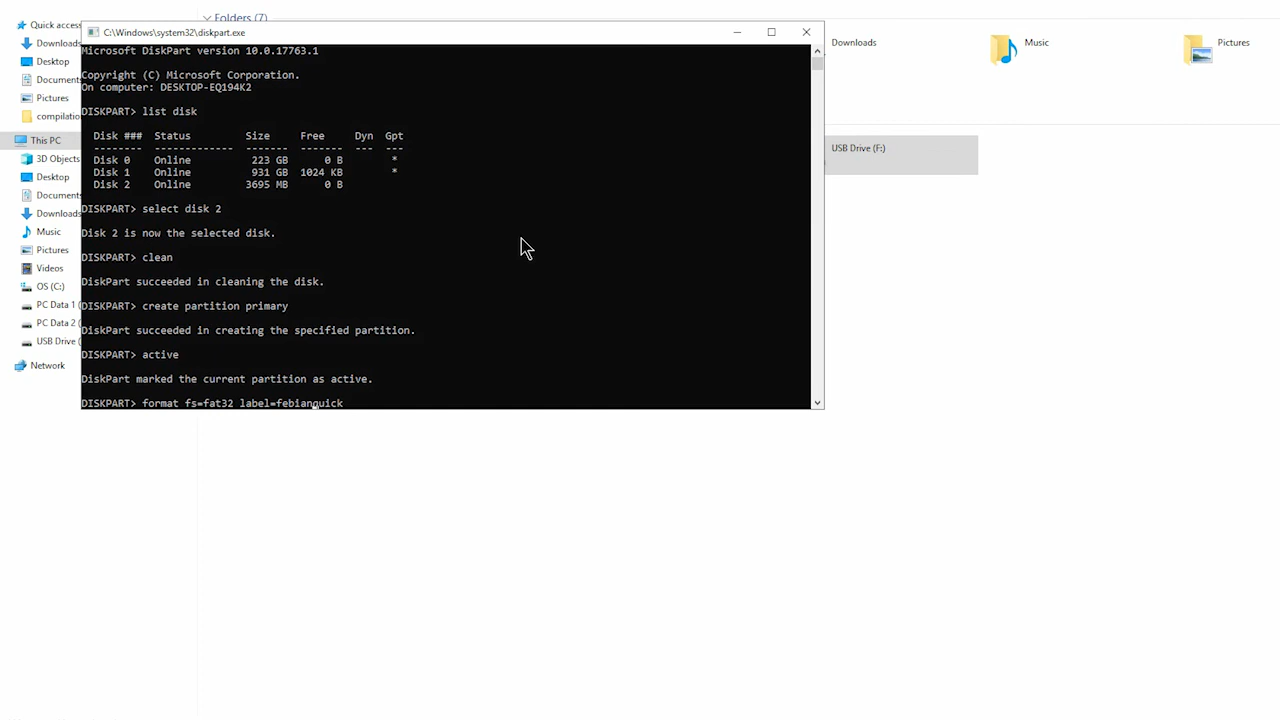 Folders (7)
Quick access
Downloads
Desktop
Documents
Pictures
compilatio
This PC
3D Objects
Desktop
Documents
Downloads
Music
Pictures
Videos
OS (C:)
PC Data 1 (
PC Data 2 (
USB Drive (
Network
C:\Windows\system32\diskpart.exe
Microsoft DiskPart version 10.0.17763.1
Copyright (C) Microsoft Corporation.
On computer: DESKTOP-EQ194K2
DISKPART> list disk
Disk ### Status Size Free Dyn Gpt
-------- ------------- ------- ------- --- ---
Disk 0 Online 223 GB 0 B *
Disk 1 Online 931 GB 1024 KB *
Disk 2 Online 3695 MB 0 B
DISKPART> select disk 2
Disk 2 is now the selected disk.
DISKPART> clean
DiskPart succeeded in cleaning the disk.
DISKPART> create partition primary
DiskPart succeeded in creating the specified partition.
DISKPART> active
DiskPart marked the current partition as active.
DISKPART> format fs=fat32 label=febianquick
Downloads
Music
Pictures
USB Drive (F:)